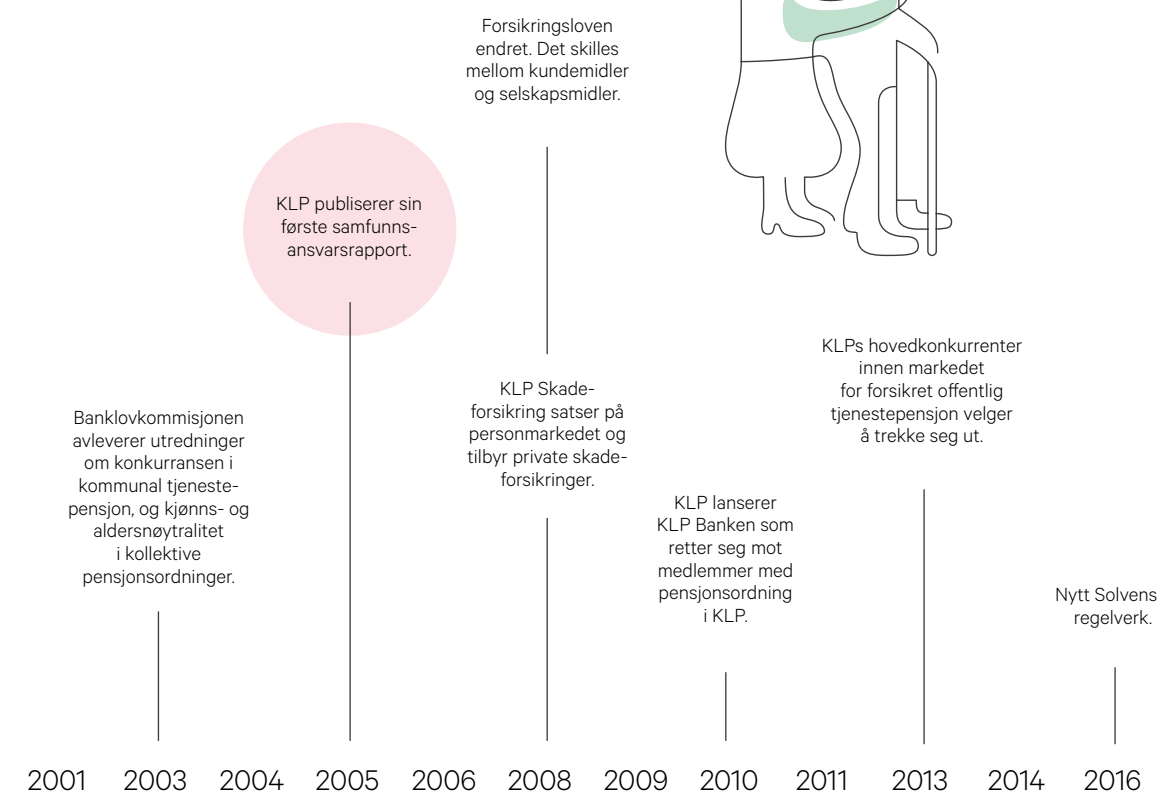 Forsikringsloven
endret. Det skilles
mellom kundemidler
og selskapsmidler.
KLP publiserer sin
første samfunns-
ansvarsrapport.
KLPs hovedkonkurrenter
innen markedet
for forsikret offentlig
tjenestepensjon velger
å trekke seg ut.
KLP Skade-
forsikring satser på
personmarkedet og
tilbyr private skade-
forsikringer.
Banklovkommisjonen
avleverer utredninger
om konkurransen i
kommunal tjeneste-
pensjon, og kjønns- og
aldersnøytralitet
i kollektive
pensjonsordninger.
KLP lanserer
KLP Banken som
retter seg mot
medlemmer med
pensjonsordning
i KLP.
Nytt Solvens
regelverk.
2001 2003 2004 2005 2006 2008 2009 2010 2011 2013 2014 2016